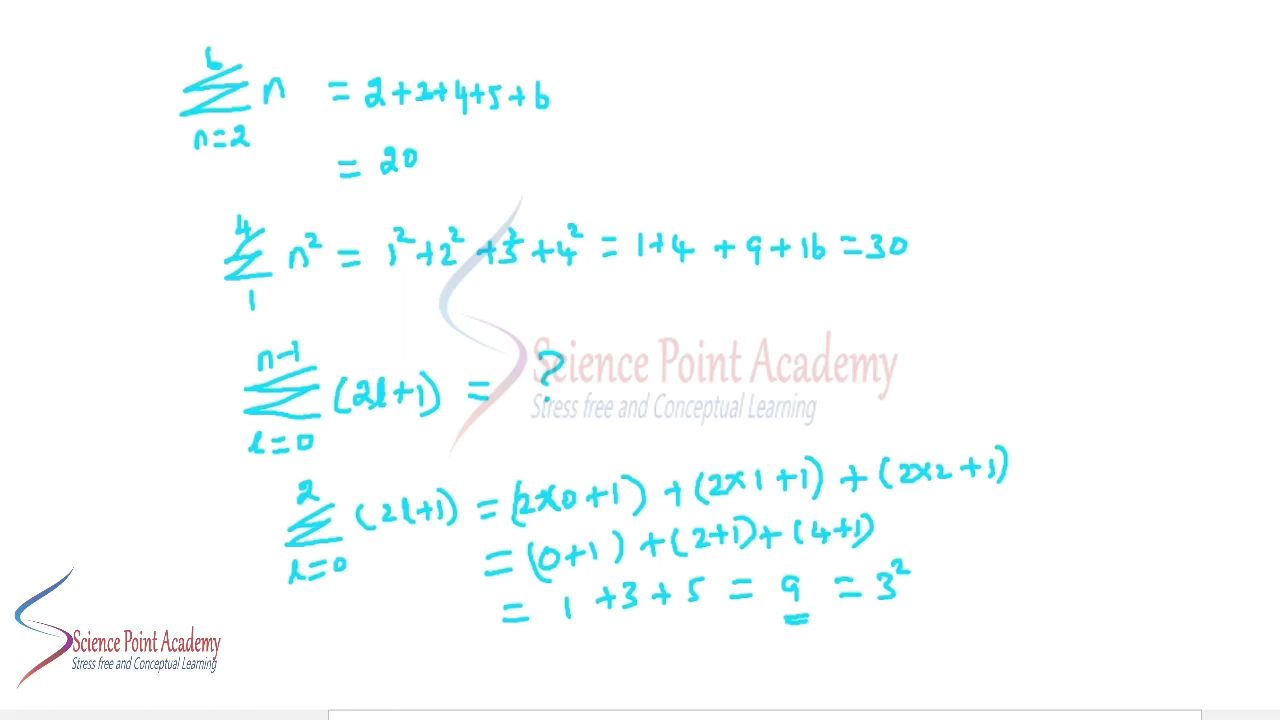 6
∑ n = 2+3+4+5+6
n=2
= 20
4
∑ n² = 1² + 2² + 3² + 4² = 1+4 + 9 + 16 = 30
1
n-1
∑ (2l+1) = ?
l=0
Science Point Academy
Stress free and Conceptual Learning
2
∑ (2l+1) = (2×0+1) + (2×1+1) + (2×2+1)
l=0
= (0+1) + (2+1) + (4+1)
= 1 + 3 + 5 = 9 = 3²
Science Point Academy
Stress free and Conceptual Learning